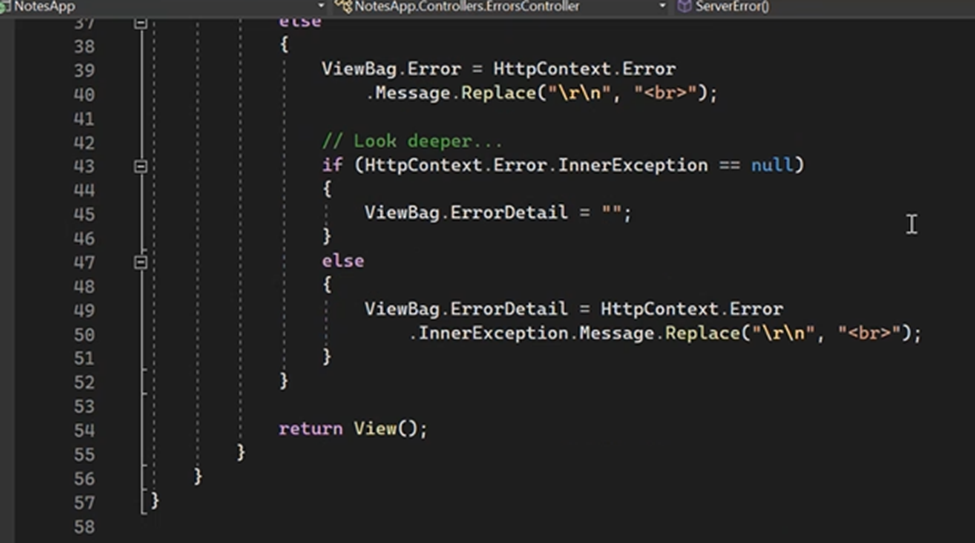 NotesApp NotesApp.Controllers.ErrorsController ServerError()
37 else
38 {
39 ViewBag.Error = HttpContext.Error
40 .Message.Replace("\r\n", "<br>");
41
42 // Look deeper...
43 if (HttpContext.Error.InnerException == null)
44 {
45 ViewBag.ErrorDetail = "";
46 }
47 else
48 {
49 ViewBag.ErrorDetail = HttpContext.Error
50 .InnerException.Message.Replace("\r\n", "<br>");
51 }
52 }
53
54 return View();
55 }
56 }
57 }
58